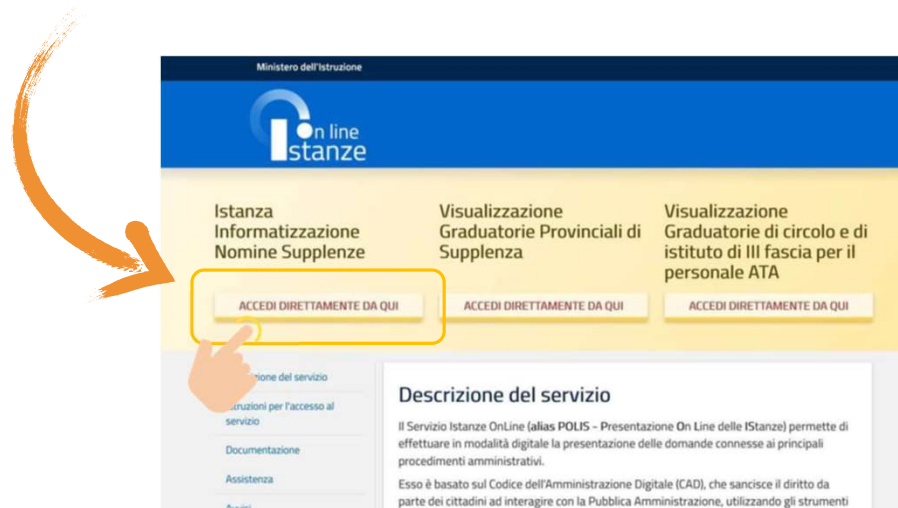 Ministero dell'Istruzione
On line
Istanze
Istanza
Informatizzazione
Nomine Supplenze
ACCEDI DIRETTAMENTE DA QUI
Visualizzazione
Graduatorie Provinciali di
Supplenza
ACCEDI DIRETTAMENTE DA QUI
Visualizzazione
Graduatorie di circolo e di
istituto di III fascia per il
personale ATA
ACCEDI DIRETTAMENTE DA QUI
del servizio
per l'accesso al
servizio
Documentazione
Assistenza
Descrizione del servizio
Il Servizio Istanze OnLine (alias POLIS - Presentazione On Line delle IStanze) permette di
effettuare in modalità digitale la presentazione delle domande connesse ai principali
procedimenti amministrativi.
Esso è basato sul Codice dell'Amministrazione Digitale (CAD), che sancisce il diritto da
parte dei cittadini ad interagire con la Pubblica Amministrazione, utilizzando gli strumenti